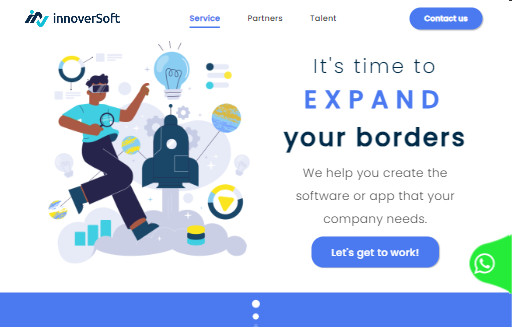 innoverSoft
Service
Partners
Talent
Contact us
It's time to
EXPAND
your borders
We help you create the
software or app that your
company needs.
Let's get to work!